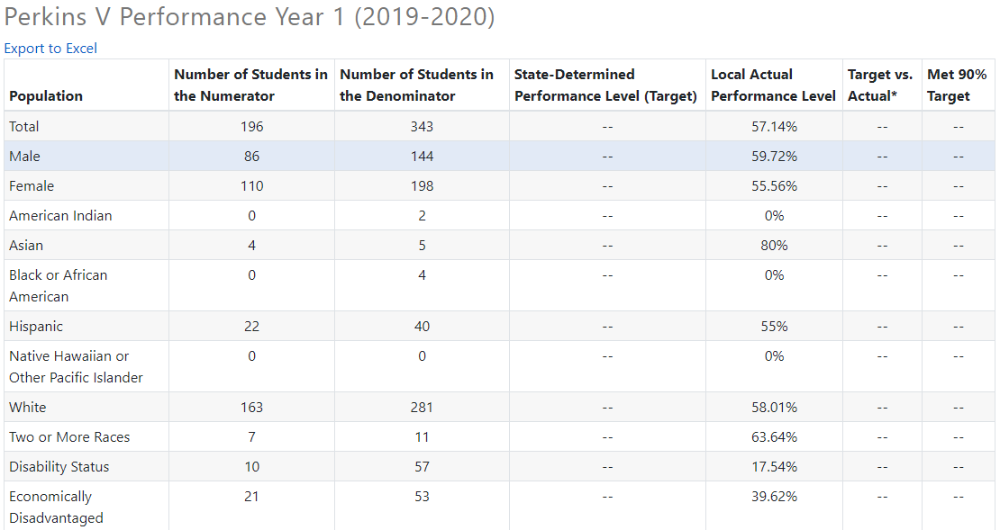 Perkins V Performance Year 1 (2019-2020)
Export to Excel
Population Number of Students in the Numerator Number of Students in the Denominator State-Determined Performance Level (Target) Local Actual Performance Level Target vs. Actual* Met 90% Target
Total 196 343 -- 57.14% -- --
Male 86 144 -- 59.72% -- --
Female 110 198 -- 55.56% -- --
American Indian 0 2 -- 0% -- --
Asian 4 5 -- 80% -- --
Black or African American 0 4 -- 0% -- --
Hispanic 22 40 -- 55% -- --
Native Hawaiian or Other Pacific Islander 0 0 -- 0% -- --
White 163 281 -- 58.01% -- --
Two or More Races 7 11 -- 63.64% -- --
Disability Status 10 57 -- 17.54% -- --
Economically Disadvantaged 21 53 -- 39.62% -- --